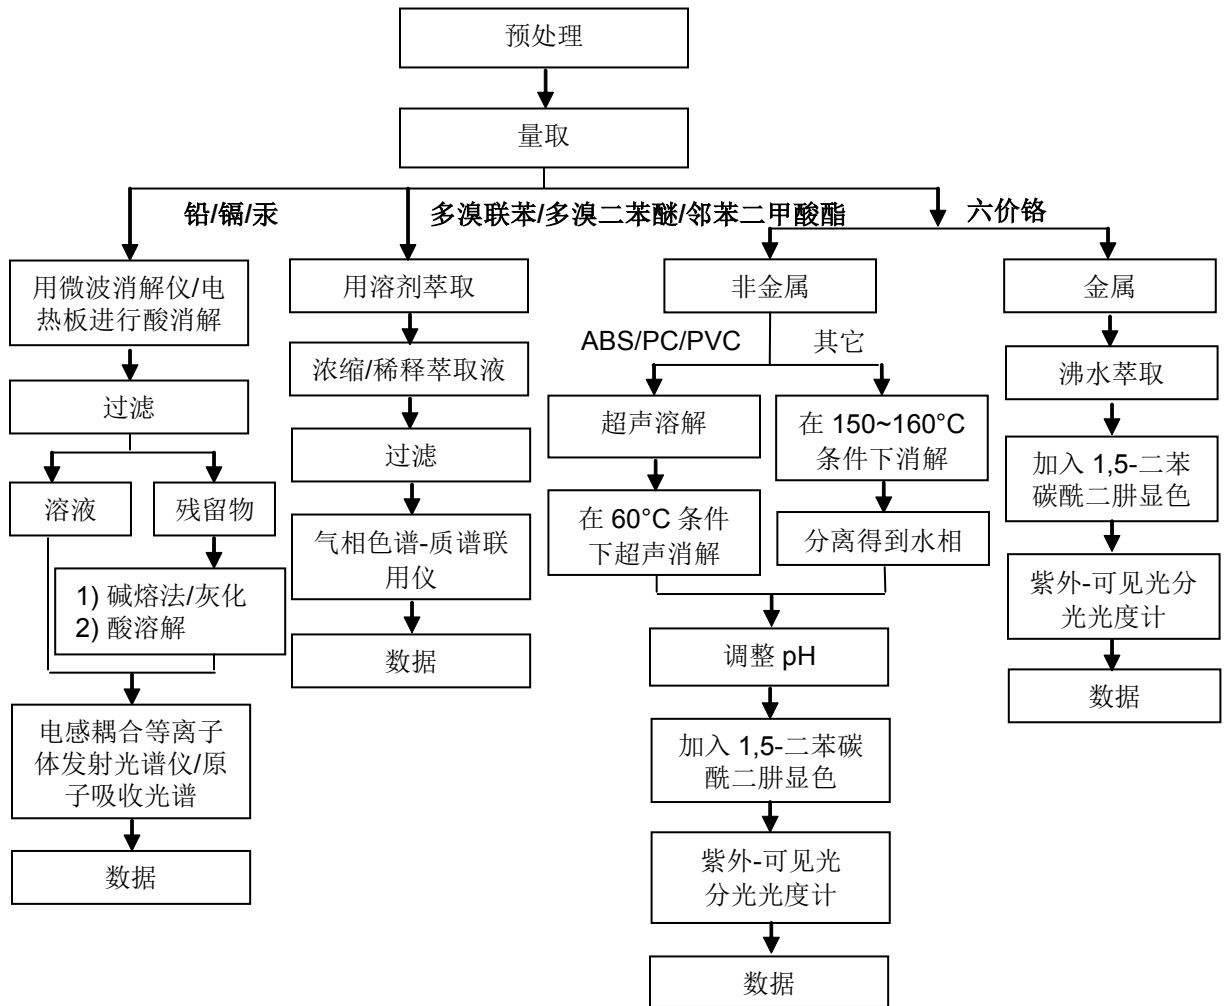 预处理
量取
铅/镉/汞
多溴联苯/多溴二苯醚/邻苯二甲酸酯
六价铬
用微波消解仪/电
热板进行酸消解
过滤
溶液
残留物
1) 碱熔法/灰化
2) 酸溶解
电感耦合等离子
体发射光谱仪/原
子吸收光谱
数据
用溶剂萃取
浓缩/稀释萃取液
过滤
气相色谱-质谱联
用仪
数据
非金属
ABS/PC/PVC
其它
超声溶解
在 60°C 条件
下超声消解
在 150~160°C
条件下消解
分离得到水相
调整 pH
加入 1,5-二苯碳
酰二肼显色
紫外-可见光
分光光度计
数据
金属
沸水萃取
加入 1,5-二苯
碳酰二肼显色
紫外-可见光分
光光度计
数据